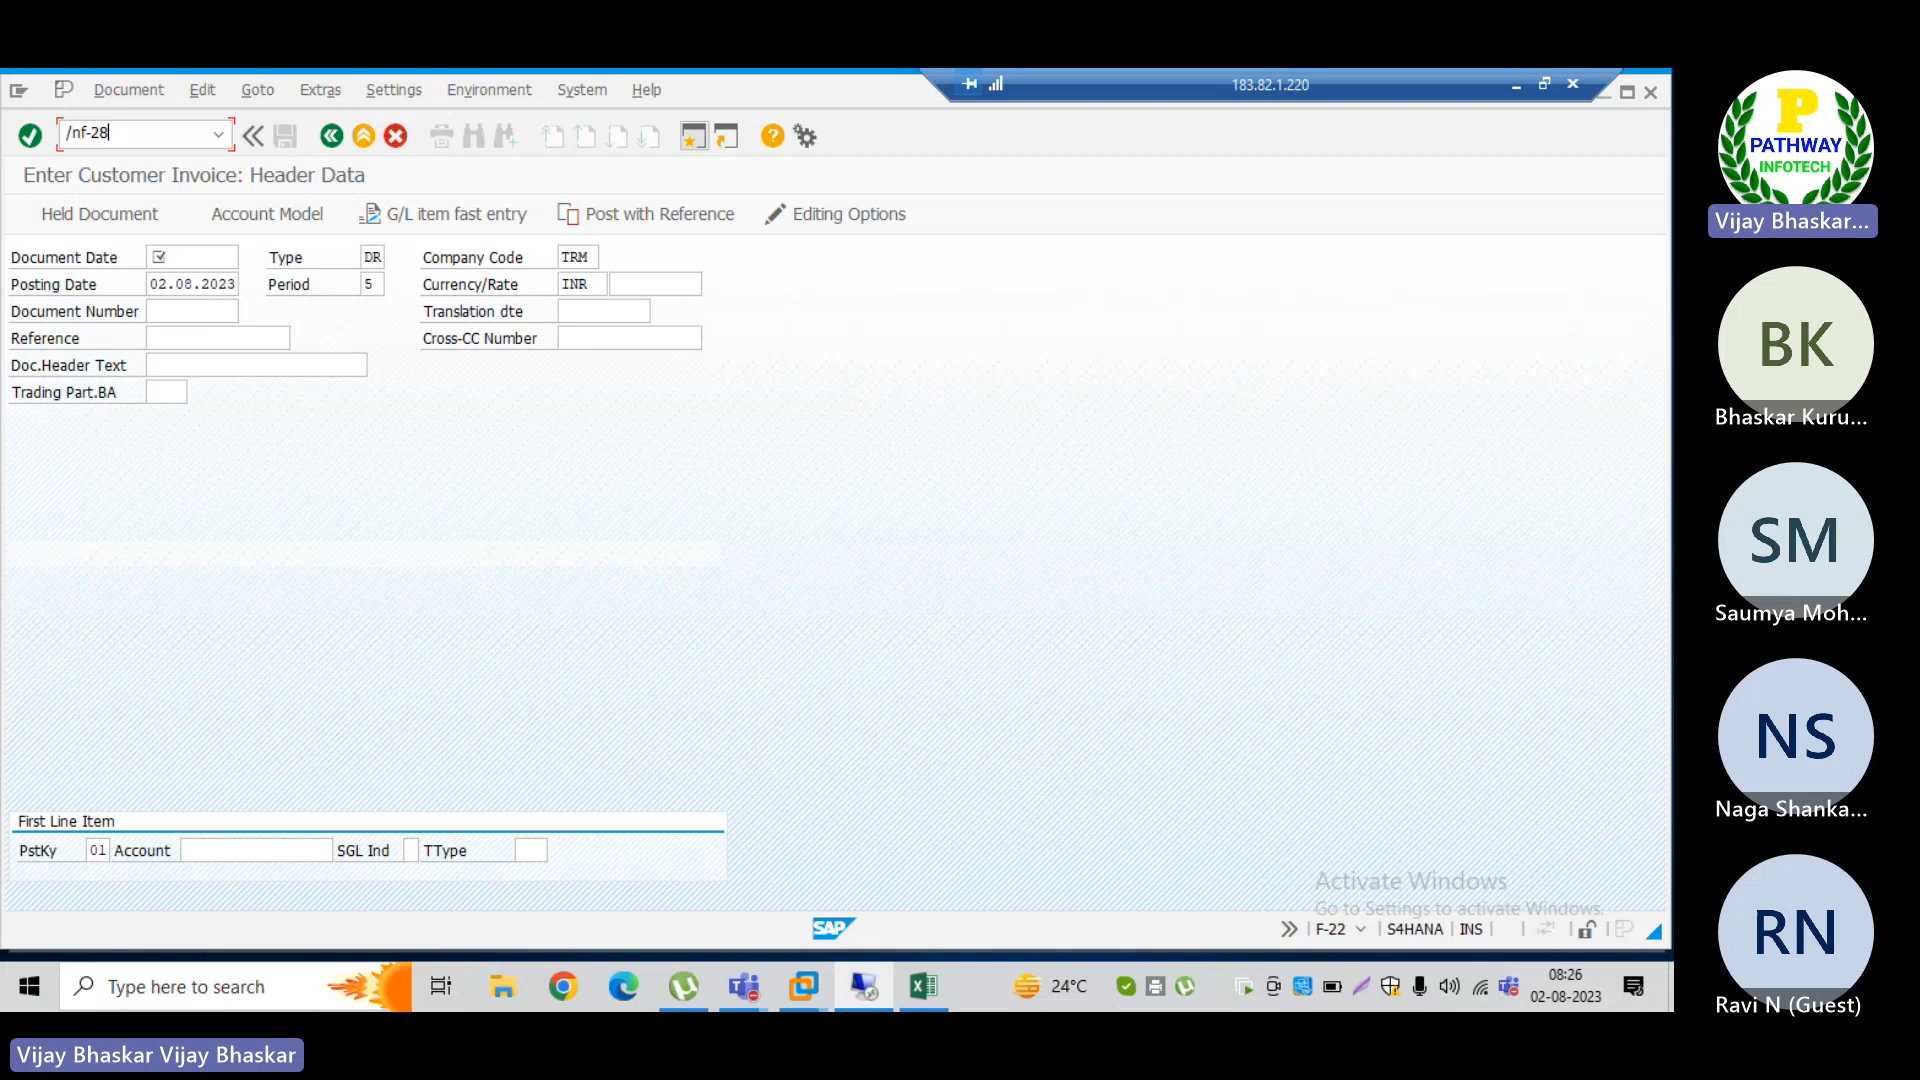 Document Edit Goto Extras Settings Environment System Help
183.82.1.220
/nf-28
Enter Customer Invoice: Header Data
Held Document Account Model G/L item fast entry Post with Reference Editing Options
Document Date Type DR Company Code TRM
Posting Date 02.08.2023 Period 5 Currency/Rate INR
Document Number Translation dte
Reference Cross-CC Number
Doc.Header Text
Trading Part.BA
First Line Item
PstKy 01 Account SGL Ind TType
Activate Windows
Go to Settings to activate Windows.
SAP F-22 S4HANA INS
Type here to search
24°C
08:26
02-08-2023
P
PATHWAY
INFOTECH
Vijay Bhaskar...
BK
Bhaskar Kuru...
SM
Saumya Moh...
NS
Naga Shanka...
RN
Ravi N (Guest)
Vijay Bhaskar Vijay Bhaskar